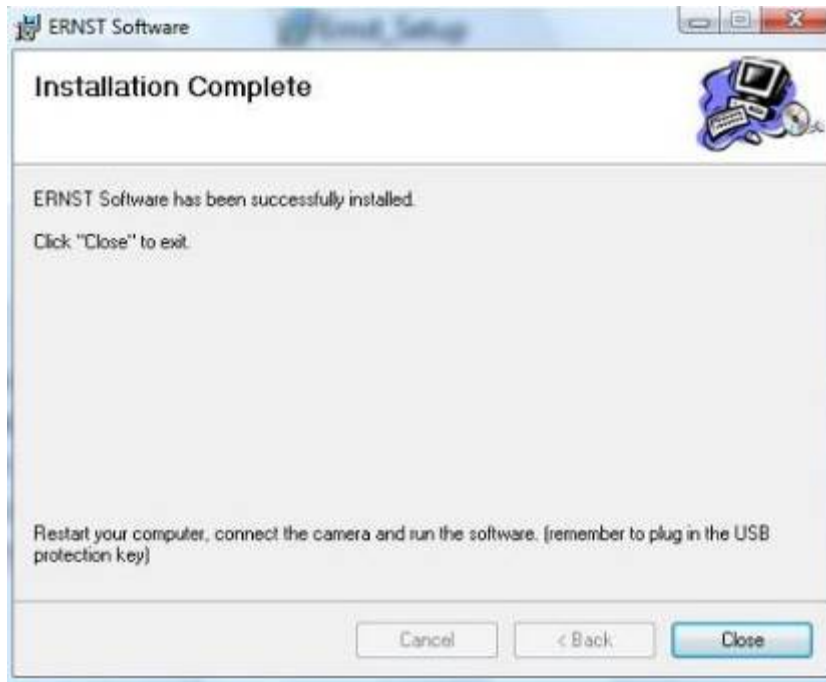 ERNST Software
Ernst_Setup
Installation Complete
ERNST Software has been successfully installed.
Click "Close" to exit.
Restart your computer, connect the camera and run the software. (remember to plug in the USB
protection key)
Cancel
< Back
Close